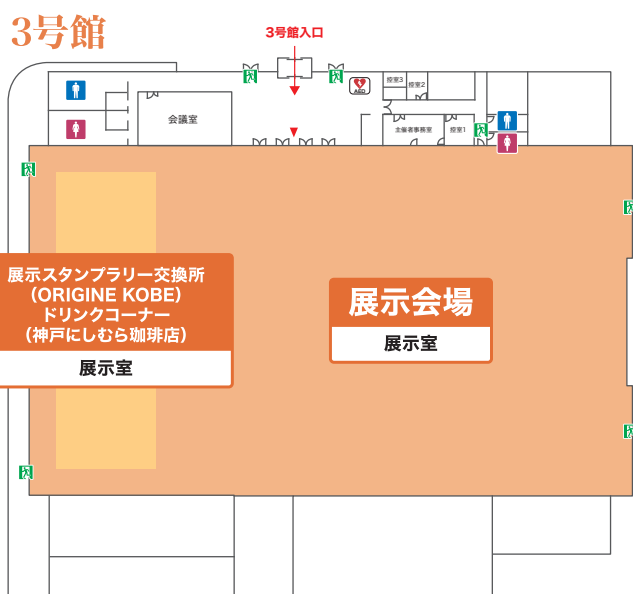 3号館
3号館入口
控室3
控室2
AED
会議室
主催者事務室
控室1
展示スタンプラリー交換所
（ORIGINE KOBE）
ドリンクコーナー
（神戸にしむら珈琲店）
展示室
展示会場
展示室